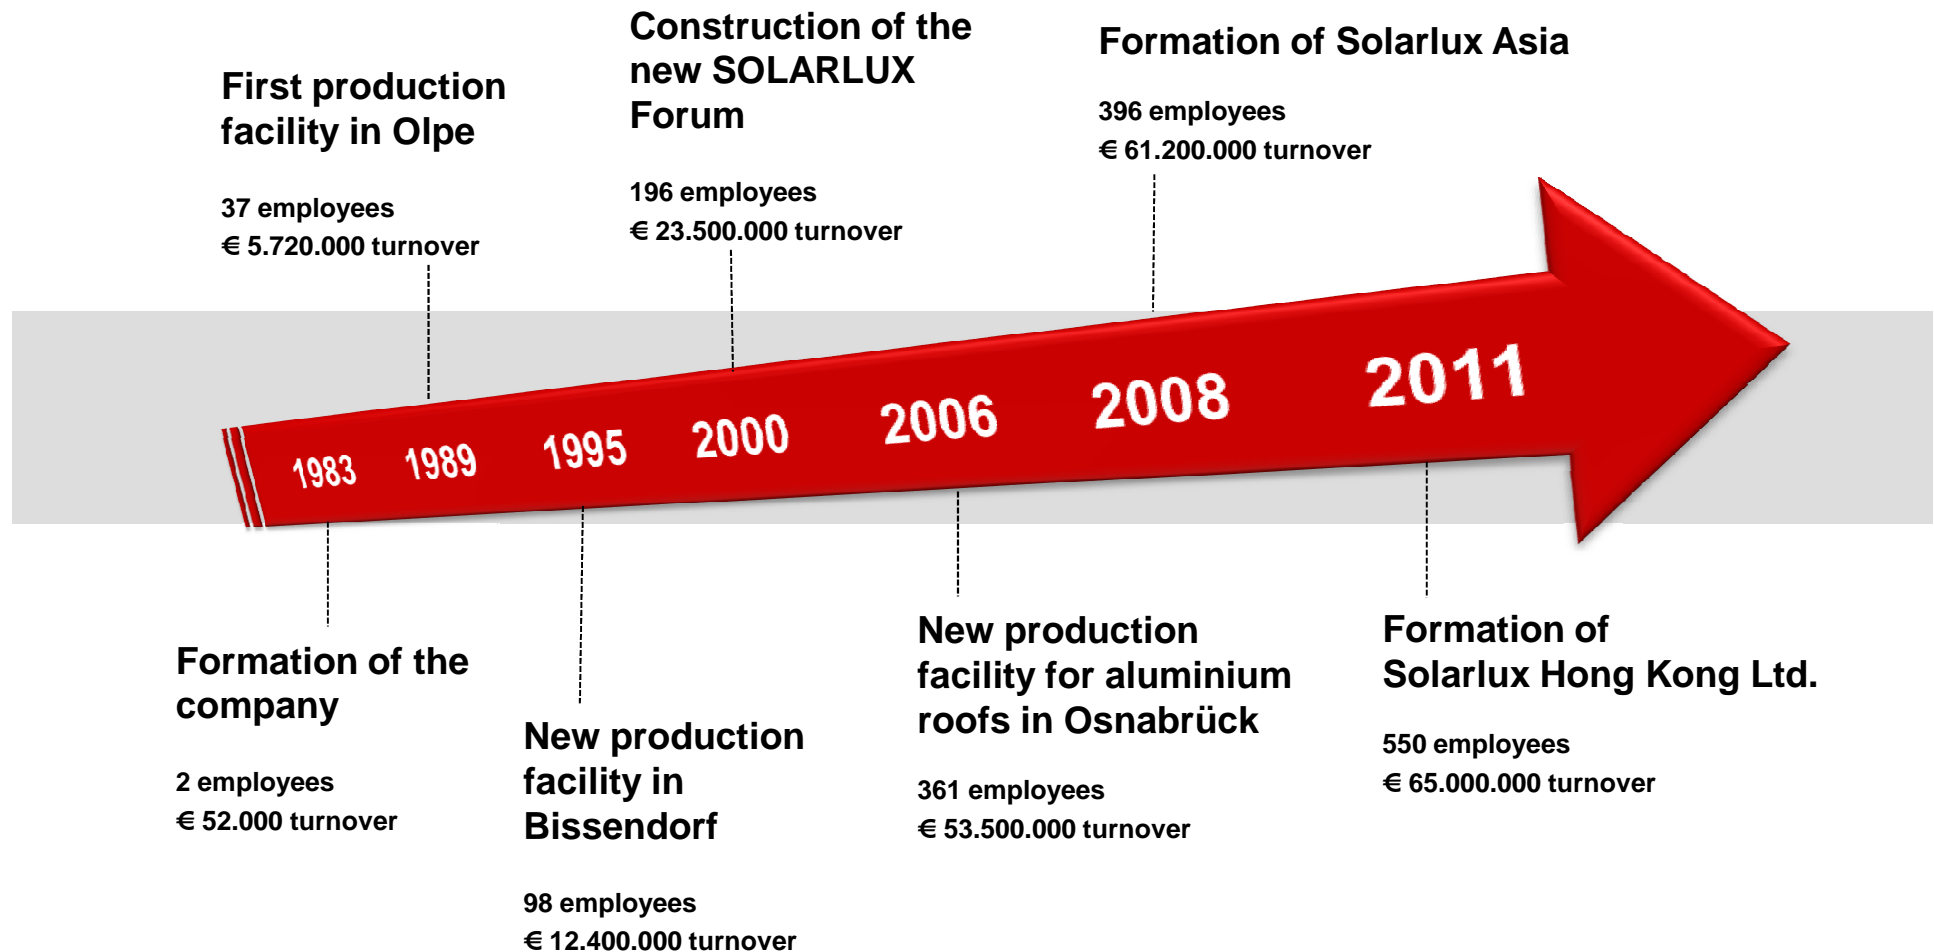 First production
facility in Olpe
37 employees
€ 5.720.000 turnover
Construction of the
new SOLARLUX
Forum
196 employees
€ 23.500.000 turnover
Formation of Solarlux Asia
396 employees
€ 61.200.000 turnover
1983
1989
1995
2000
2006
2008
2011
Formation of the
company
2 employees
€ 52.000 turnover
New production
facility in
Bissendorf
98 employees
€ 12.400.000 turnover
New production
facility for aluminium
roofs in Osnabrück
361 employees
€ 53.500.000 turnover
Formation of
Solarlux Hong Kong Ltd.
550 employees
€ 65.000.000 turnover